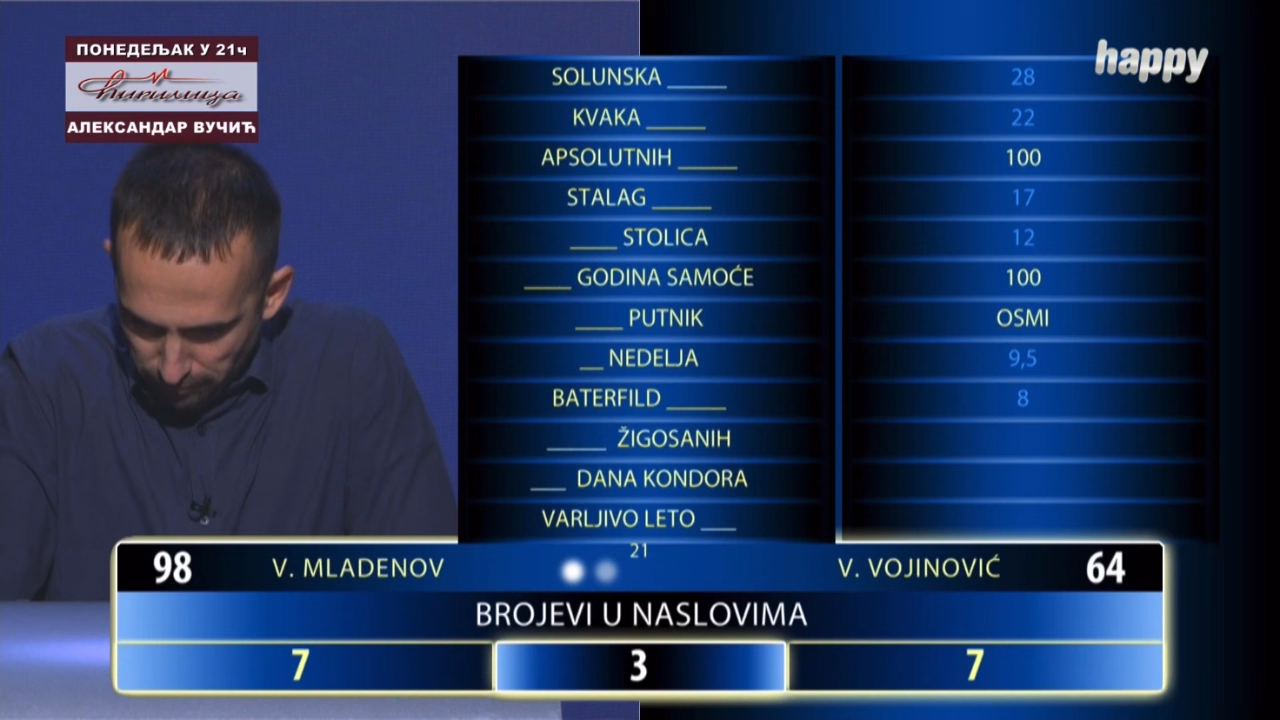 ПОНЕДЕЉАК У 21ч
Ћирилица
АЛЕКСАНДАР ВУЧИЋ
happy
SOLUNSKA _____ 28
KVAKA _____ 22
APSOLUTNIH _____ 100
STALAG _____ 17
____ STOLICA 12
____ GODINA SAMOĆE 100
____ PUTNIK OSMI
__ NEDELJA 9,5
BATERFILD _____ 8
_____ ŽIGOSANIH
___ DANA KONDORA
VARLJIVO LETO ___
21
98 V. MLADENOV V. VOJINOVIĆ 64
BROJEVI U NASLOVIMA
7 3 7